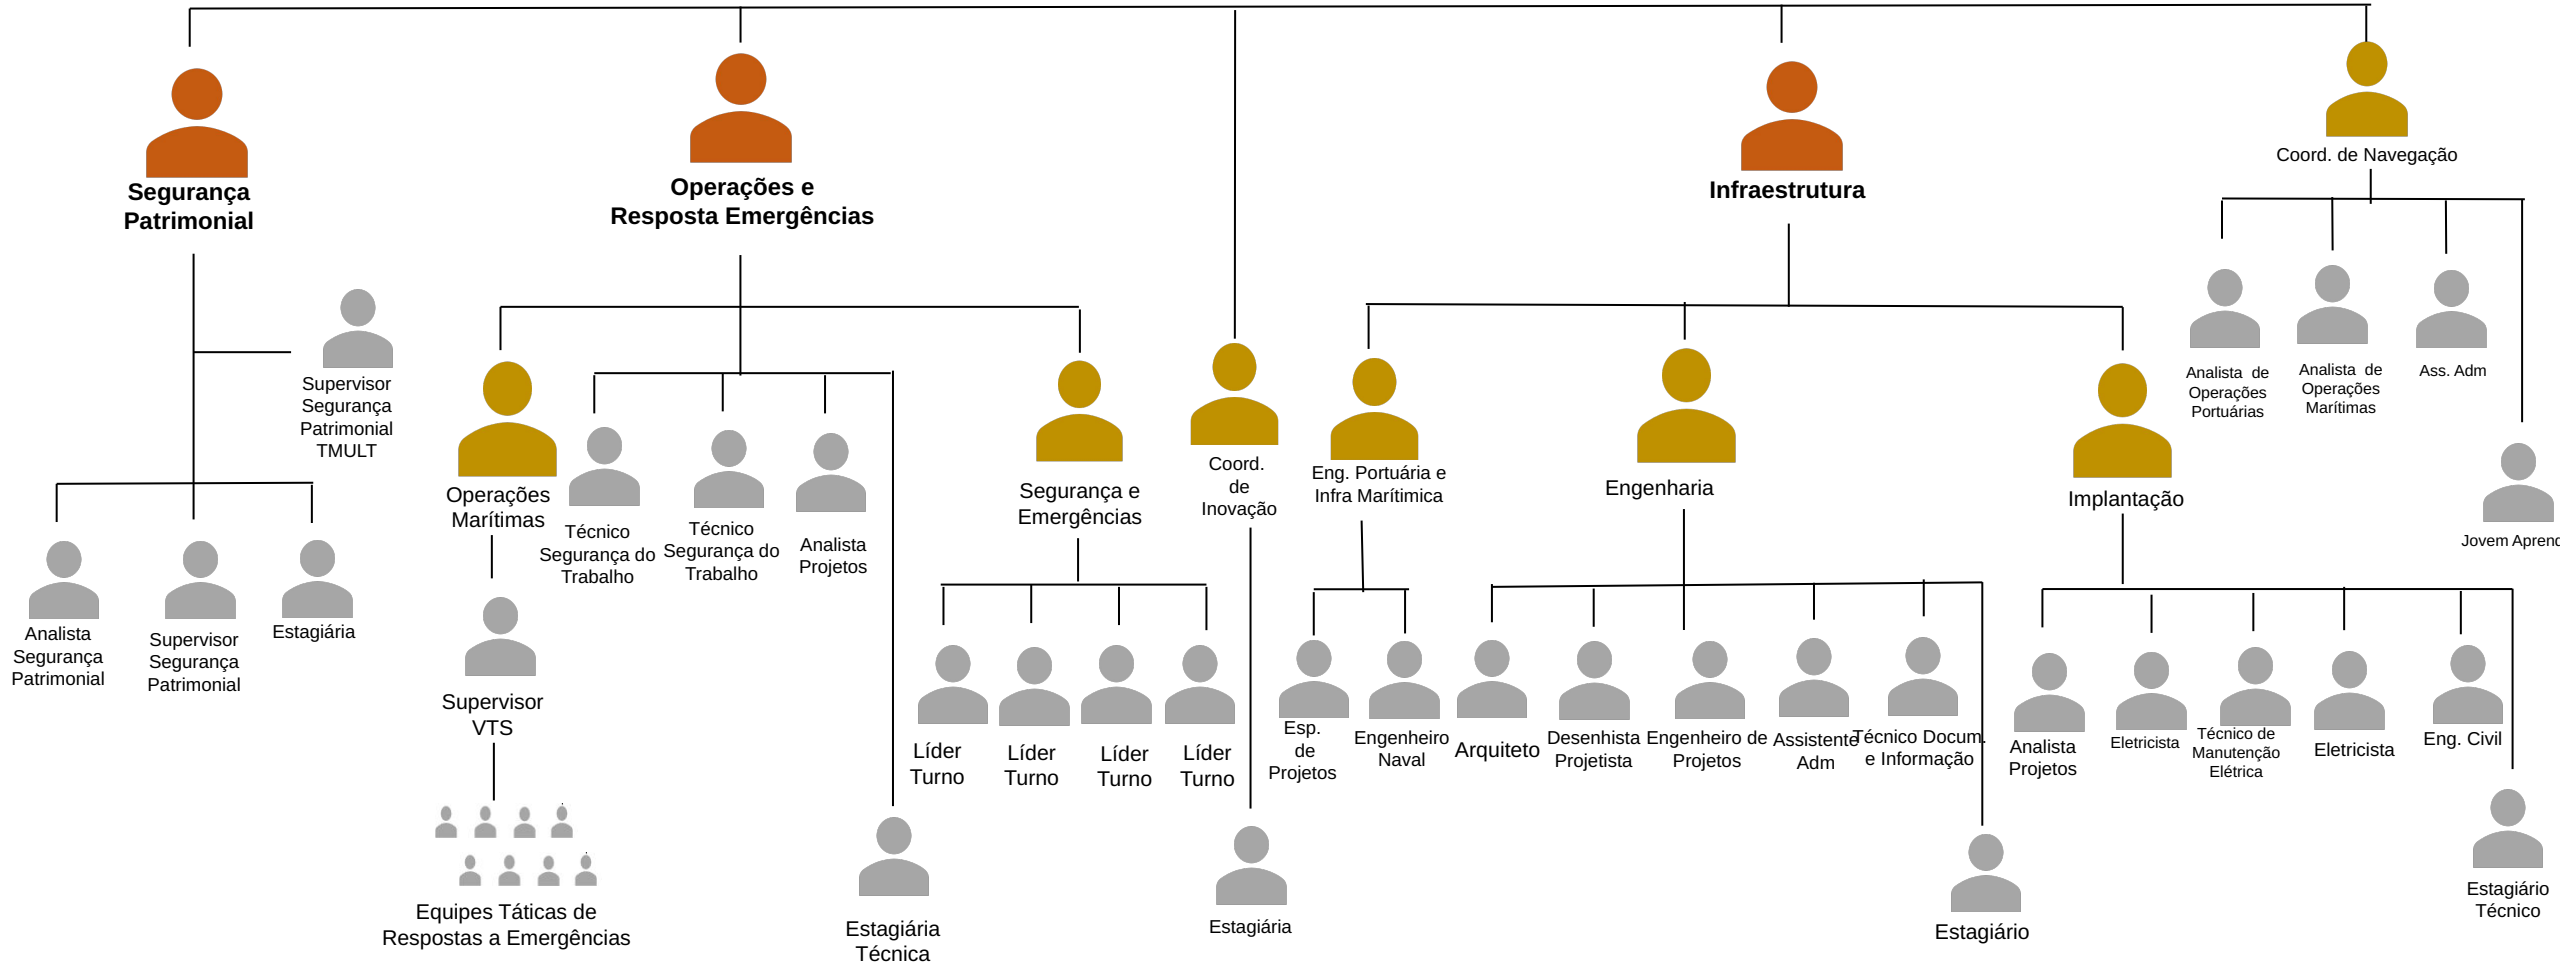 Segurança
Patrimonial
Operações e
Resposta Emergências
Infraestrutura
Coord. de Navegação
Supervisor
Segurança
Patrimonial
TMULT
Analista
Segurança
Patrimonial
Supervisor
Segurança
Patrimonial
Estagiária
Operações
Marítimas
Técnico
Segurança do
Trabalho
Técnico
Segurança do
Trabalho
Analista
Projetos
Segurança e
Emergências
Supervisor
VTS
Equipes Táticas de
Respostas a Emergências
Estagiária
Técnica
Líder
Turno
Líder
Turno
Líder
Turno
Líder
Turno
Coord.
de
Inovação
Estagiária
Eng. Portuária e
Infra Marítimica
Esp.
de
Projetos
Engenheiro
Naval
Engenharia
Arquiteto
Desenhista
Projetista
Engenheiro de
Projetos
Assistente
Adm
Técnico Docum.
e Informação
Estagiário
Implantação
Analista
Projetos
Eletricista
Técnico de
Manutenção
Elétrica
Eletricista
Eng. Civil
Estagiário
Técnico
Analista de
Operações
Portuárias
Analista de
Operações
Marítimas
Ass. Adm
Jovem Aprend